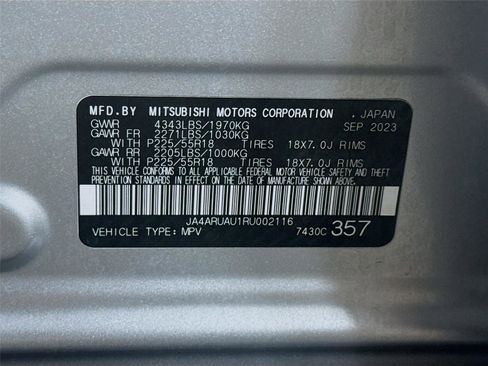 MFD.BY MITSUBISHI MOTORS CORPORATION . JAPAN
GVWR 4343LBS/1970KG SEP 2023
GAWR FR 2271LBS/1030KG
WITH P225/55R18 TIRES 18X7.0J RIMS
GAWR RR 2205LBS/1000KG
WITH P225/55R18 TIRES 18X7.0J RIMS
THIS VEHICLE CONFORMS TO ALL APPLICABLE FEDERAL MOTOR VEHICLE SAFETY AND THEFT
PREVENTION STANDARDS IN EFFECT ON THE DATE OF MANUFACTURE SHOWN ABOVE.
JA4ARUAU1RU002116
VEHICLE TYPE: MPV 7430C 357